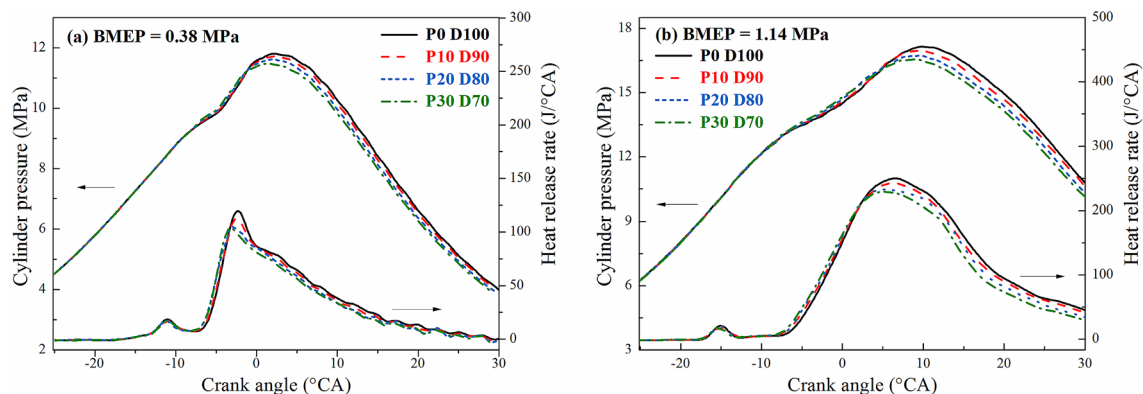 (a) BMEP = 0.38 MPa
P0 D100
P10 D90
P20 D80
P30 D70
Cylinder pressure (MPa)
12
10
8
6
4
2
Heat release rate (J/°CA)
300
250
200
150
100
50
0
-20
-10
0
10
20
30
Crank angle (°CA)
(b) BMEP = 1.14 MPa
P0 D100
P10 D90
P20 D80
P30 D70
Cylinder pressure (MPa)
18
15
12
9
6
3
Heat release rate (J/°CA)
500
400
300
200
100
0
-20
-10
0
10
20
30
Crank angle (°CA)